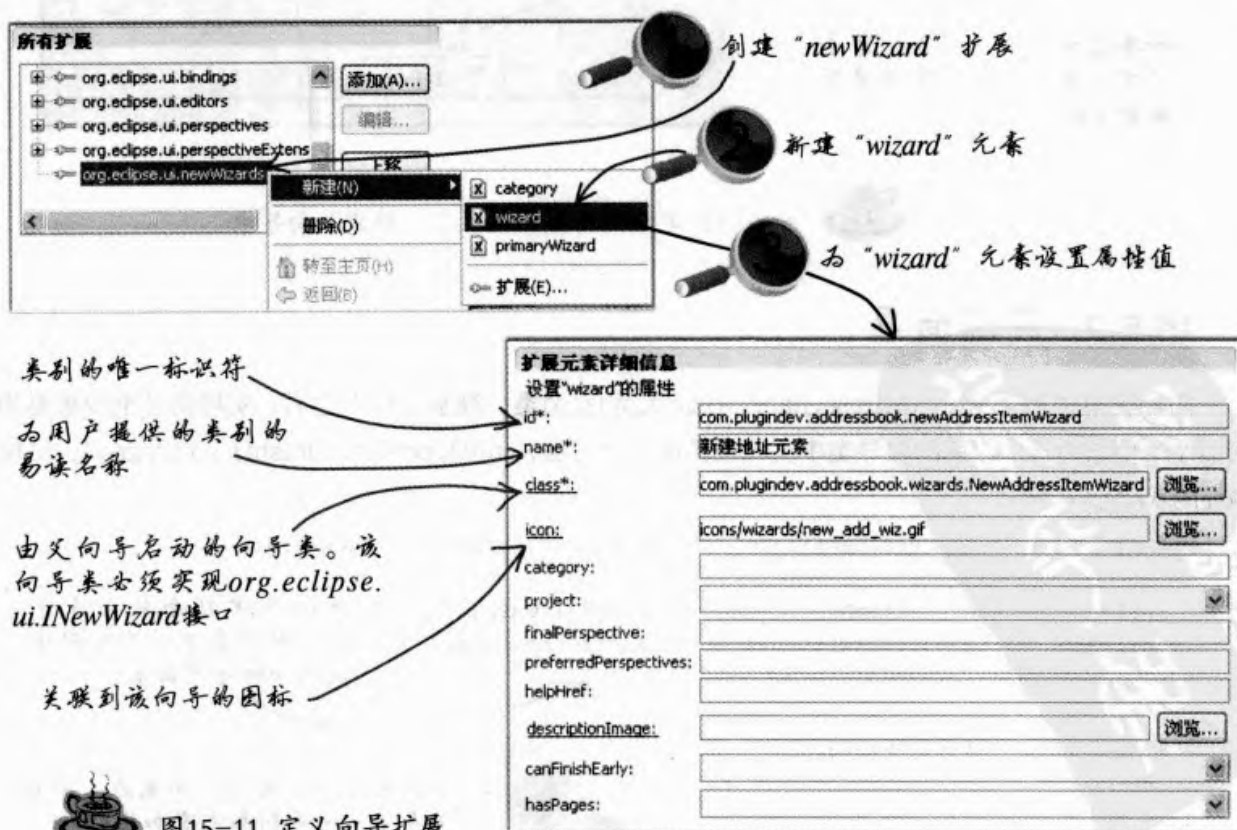 所有扩展
org.eclipse.ui.bindings
org.eclipse.ui.editors
org.eclipse.ui.perspectives
org.eclipse.ui.perspectiveExtens
org.eclipse.ui.newWizards
添加(A)...
编辑...
上移
新建(N)
删除(D)
转至主页(H)
返回(B)
category
wizard
primaryWizard
扩展(E)...
创建“newWizard”扩展
2
新建“wizard”元素
3
为“wizard”元素设置属性值
类别的唯一标识符
为用户提供的类别的
易读名称
由父向导启动的向导类。该
向导类必须实现org.eclipse.
ui.INewWizard接口
关联到该向导的图标
扩展元素详细信息
设置"wizard"的属性
id*: com.plugindev.addressbook.newAddressItemWizard
name*: 新建地址元素
class*: com.plugindev.addressbook.wizards.NewAddressItemWizard 浏览...
icon: icons/wizards/new_add_wiz.gif 浏览...
category:
project:
finalPerspective:
preferredPerspectives:
helpHref:
descriptionImage: 浏览...
canFinishEarly:
hasPages:
图15-11 定义向导扩展